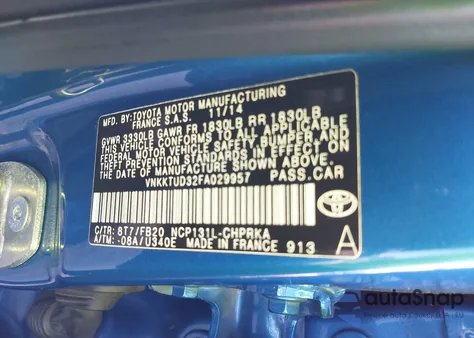 MFD. BY: TOYOTA MOTOR MANUFACTURING
FRANCE S.A.S. 11/14
GVWR 3330LB GAWR FR 1830LB RR 1830LB
THIS VEHICLE CONFORMS TO ALL APPLICABLE
FEDERAL MOTOR VEHICLE SAFETY, BUMPER, AND
THEFT PREVENTION STANDARDS IN EFFECT ON
THE DATE OF MANUFACTURE SHOWN ABOVE.
VNKKTUD32FA029957 PASS.CAR
TOYOTA
C/TR: 8T7/FB20 NCP131L-CHPRKA
A/TM: -08A/U340E MADE IN FRANCE 913
A
autoSnap